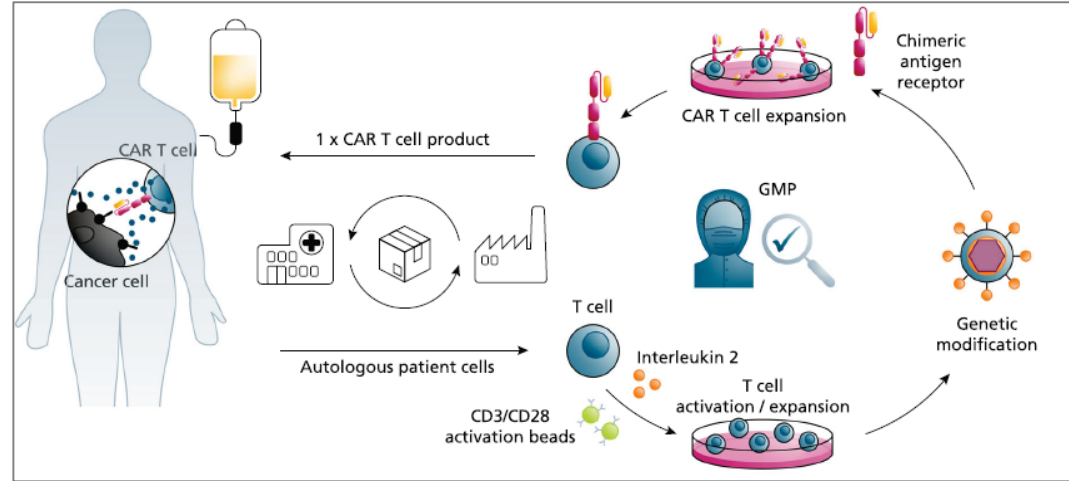 Chimeric
antigen
receptor
CAR T cell expansion
CAR T cell
1 x CAR T cell product
GMP
Cancer cell
T cell
Genetic
modification
Autologous patient cells
Interleukin 2
T cell
activation / expansion
CD3/CD28
activation beads